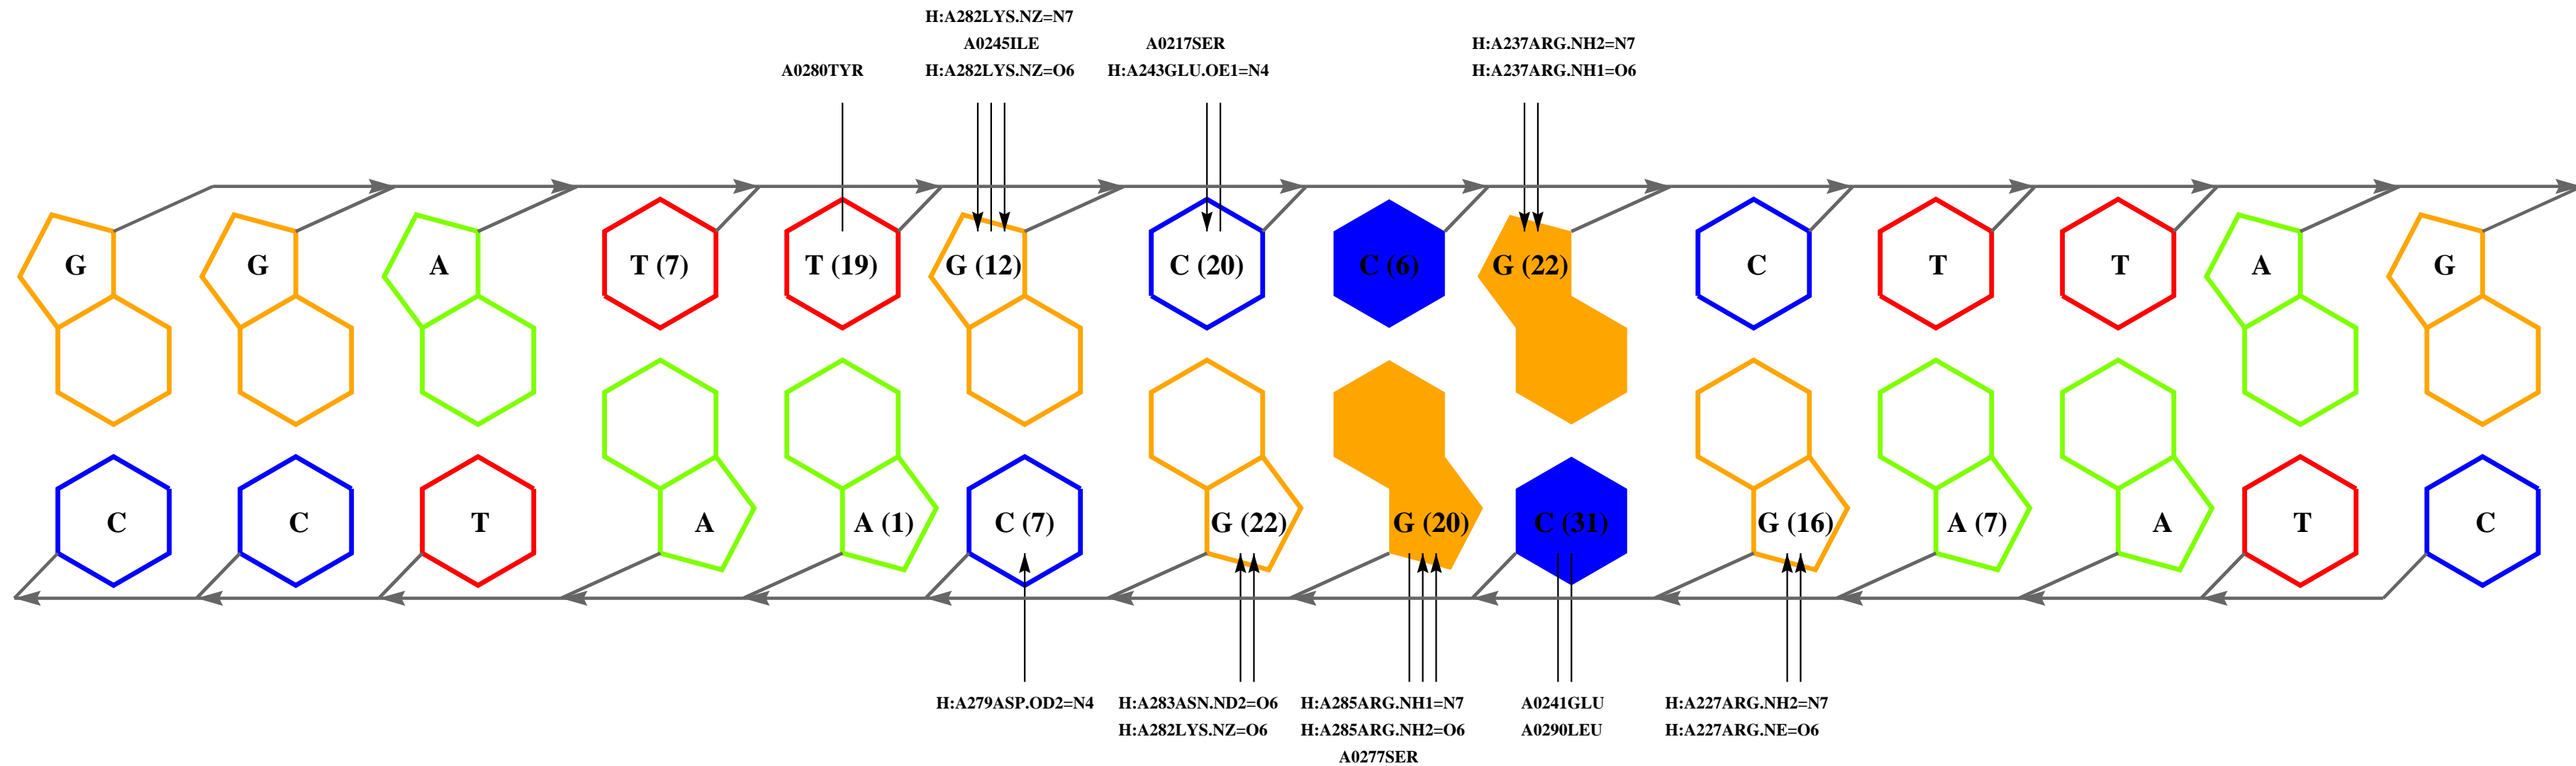 H:A282LYS.NZ=N7
A0245ILE
A0217SER
H:A237ARG.NH2=N7
A0280TYR
H:A282LYS.NZ=O6
H:A243GLU.OE1=N4
H:A237ARG.NH1=O6
G G A T (7) T (19) G (12) C (20) C (6) G (22) C T T A G
C C T A A (1) C (7) G (22) G (20) C (31) G (16) A (7) A T C
H:A279ASP.OD2=N4
H:A283ASN.ND2=O6
H:A285ARG.NH1=N7
A0241GLU
H:A227ARG.NH2=N7
H:A282LYS.NZ=O6
H:A285ARG.NH2=O6
A0290LEU
H:A227ARG.NE=O6
A0277SER